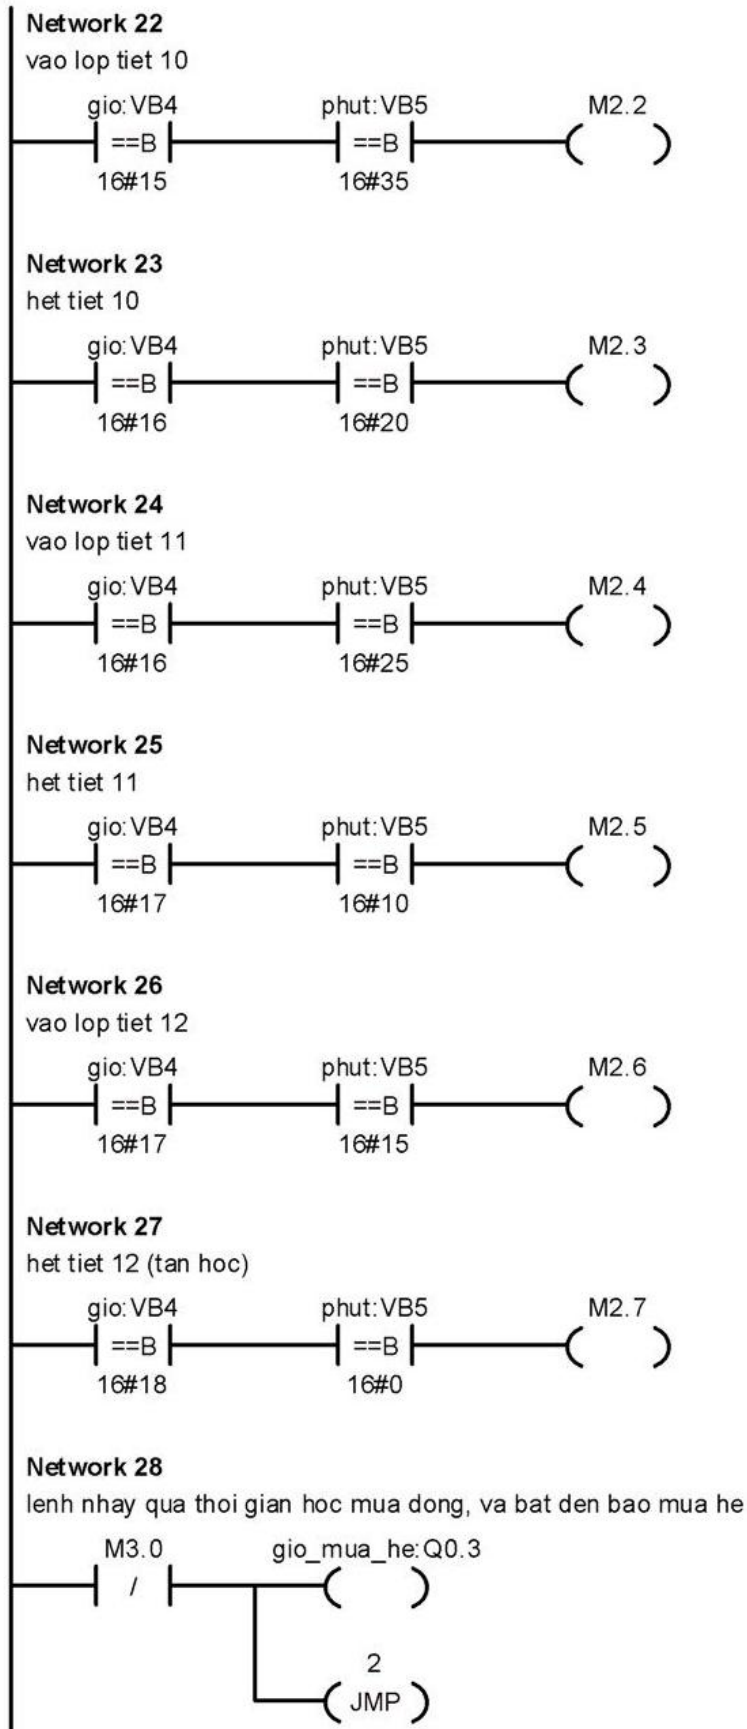 Network 22
vao lop tiet 10
gio:VB4 phut:VB5 M2.2
==B ==B
16#15 16#35
Network 23
het tiet 10
gio:VB4 phut:VB5 M2.3
==B ==B
16#16 16#20
Network 24
vao lop tiet 11
gio:VB4 phut:VB5 M2.4
==B ==B
16#16 16#25
Network 25
het tiet 11
gio:VB4 phut:VB5 M2.5
==B ==B
16#17 16#10
Network 26
vao lop tiet 12
gio:VB4 phut:VB5 M2.6
==B ==B
16#17 16#15
Network 27
het tiet 12 (tan hoc)
gio:VB4 phut:VB5 M2.7
==B ==B
16#18 16#0
Network 28
lenh nhay qua thoi gian hoc mua dong, va bat den bao mua he
M3.0 gio_mua_he:Q0.3
/
2
JMP